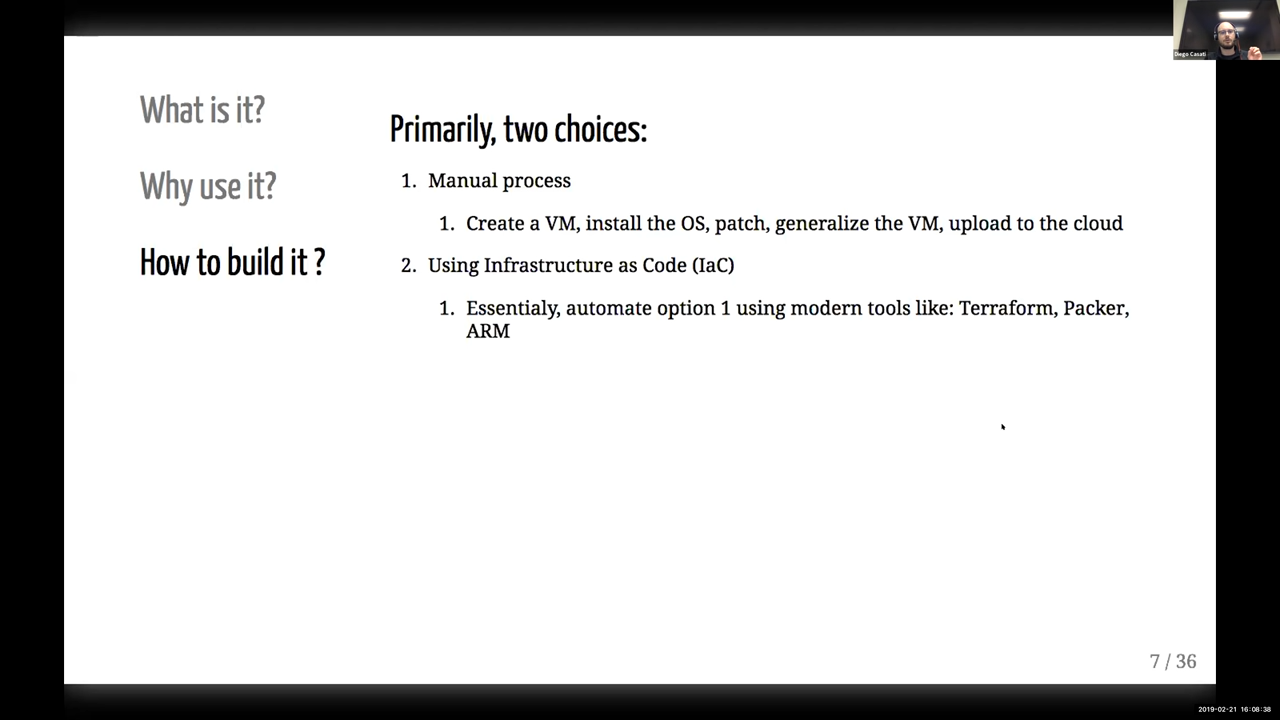 Diego Casati
What is it?
Why use it?
How to build it ?
Primarily, two choices:
1. Manual process
1. Create a VM, install the OS, patch, generalize the VM, upload to the cloud
2. Using Infrastructure as Code (IaC)
1. Essentialy, automate option 1 using modern tools like: Terraform, Packer,
ARM
7 / 36
2019-02-21 16:08:38